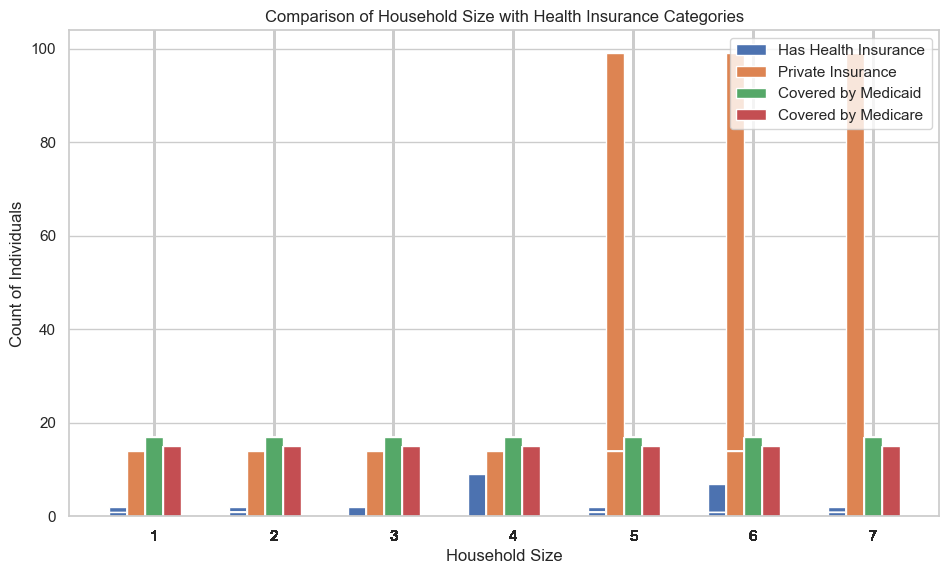 Comparison of Household Size with Health Insurance Categories
Has Health Insurance
Private Insurance
Covered by Medicaid
Covered by Medicare
Count of Individuals
100
80
60
40
20
0
1 2 3 4 5 6 7
Household Size